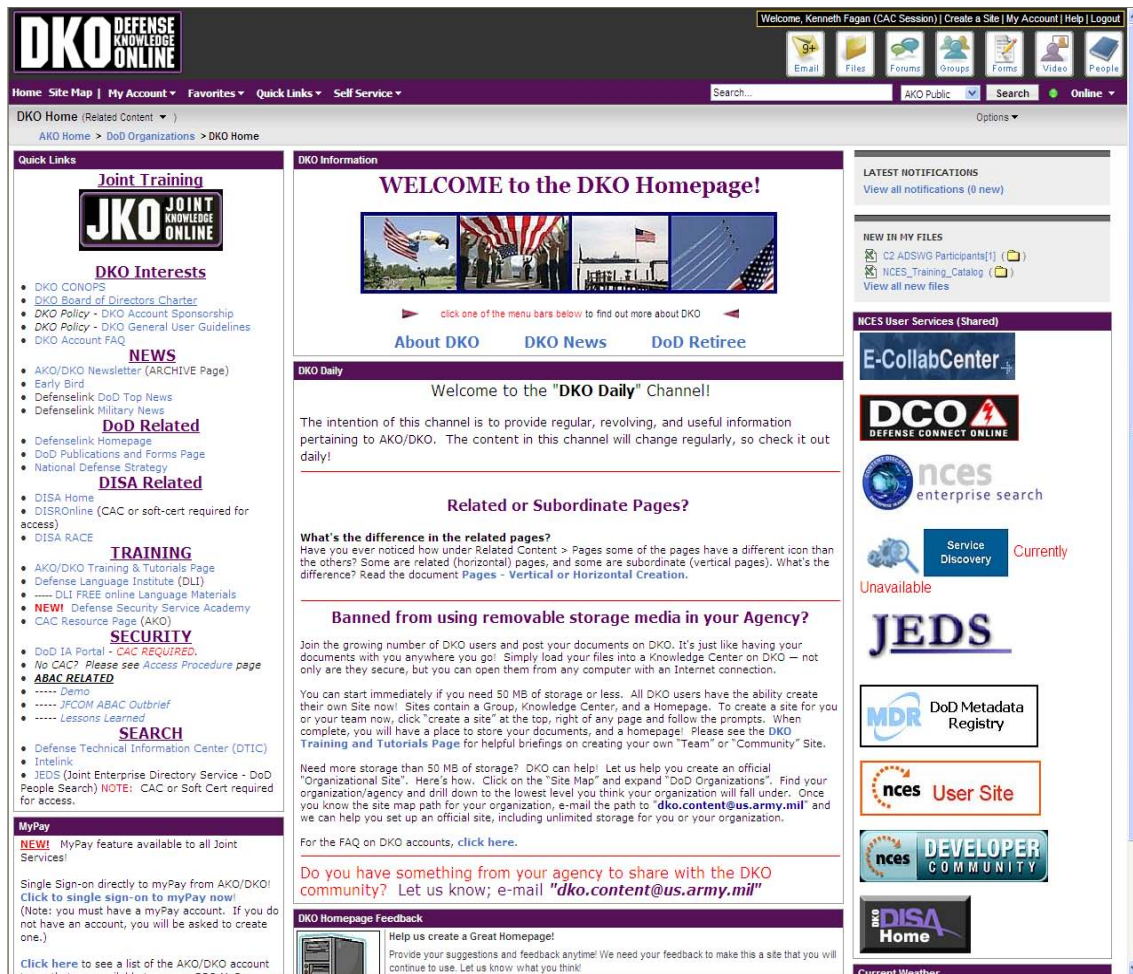 DKO DEFENSE KNOWLEDGE ONLINE
Welcome, Kenneth Fagan (CAC Session) | Create a Site | My Account | Help | Logout
9+
Email Files Forums Groups Forms Video People
Home Site Map | My Account Favorites Quick Links Self Service
Search... AKO Public Search Online
DKO Home (Related Content )
Options
AKO Home > DoD Organizations > DKO Home
Quick Links
Joint Training
JKO JOINT KNOWLEDGE ONLINE
DKO Interests
• DKO CONOPS
• DKO Board of Directors Charter
• DKO Policy - DKO Account Sponsorship
• DKO Policy - DKO General User Guidelines
• DKO Account FAQ
NEWS
• AKO/DKO Newsletter (ARCHIVE Page)
• Early Bird
• Defenselink DoD Top News
• Defenselink Military News
DoD Related
• Defenselink Homepage
• DoD Publications and Forms Page
• National Defense Strategy
DISA Related
• DISA Home
• DISROnline (CAC or soft-cert required for
access)
• DISA RACE
TRAINING
• AKO/DKO Training & Tutorials Page
• Defense Language Institute (DLI)
• ----- DLI FREE online Language Materials
• NEW! Defense Security Service Academy
• CAC Resource Page (AKO)
SECURITY
• DoD IA Portal - CAC REQUIRED.
• No CAC? Please see Access Procedure page
• ABAC RELATED
• ----- Demo
• ----- JFCOM ABAC Outbrief
• ----- Lessons Learned
SEARCH
• Defense Technical Information Center (DTIC)
• Intelink
• JEDS (Joint Enterprise Directory Service - DoD
People Search) NOTE: CAC or Soft Cert required
for access.
MyPay
NEW! MyPay feature available to all Joint
Services!
Single Sign-on directly to myPay from AKO/DKO!
Click to single sign-on to myPay now!
(Note: you must have a myPay account. If you do
not have an account, you will be asked to create
one.)
Click here to see a list of the AKO/DKO account
DKO Information
WELCOME to the DKO Homepage!
click one of the menu bars below to find out more about DKO
About DKO DKO News DoD Retiree
DKO Daily
Welcome to the "DKO Daily" Channel!
The intention of this channel is to provide regular, revolving, and useful information
pertaining to AKO/DKO. The content in this channel will change regularly, so check it out
daily!
Related or Subordinate Pages?
What's the difference in the related pages?
Have you ever noticed how under Related Content > Pages some of the pages have a different icon than
the others? Some are related (horizontal) pages, and some are subordinate (vertical pages). What's the
difference? Read the document Pages - Vertical or Horizontal Creation.
Banned from using removable storage media in your Agency?
Join the growing number of DKO users and post your documents on DKO. It's just like having your
documents with you anywhere you go! Simply load your files into a Knowledge Center on DKO — not
only are they secure, but you can open them from any computer with an Internet connection.
You can start immediately if you need 50 MB of storage or less. All DKO users have the ability create
their own Site now! Sites contain a Group, Knowledge Center, and a Homepage. To create a site for you
or your team now, click "create a site" at the top, right of any page and follow the prompts. When
complete, you will have a place to store your documents, and a homepage! Please see the DKO
Training and Tutorials Page for helpful briefings on creating your own "Team" or "Community" Site.
Need more storage than 50 MB of storage? DKO can help! Let us help you create an official
"Organizational Site". Here's how. Click on the "Site Map" and expand "DoD Organizations". Find your
organization/agency and drill down to the lowest level you think your organization will fall under. Once
you know the site map path for your organization, e-mail the path to "dko.content@us.army.mil" and
we can help you set up an official site, including unlimited storage for you or your organization.
For the FAQ on DKO accounts, click here.
Do you have something from your agency to share with the DKO
community? Let us know; e-mail "dko.content@us.army.mil"
DKO Homepage Feedback
Help us create a Great Homepage!
Provide your suggestions and feedback anytime! We need your feedback to make this a site that you will
continue to use. Let us know what you think!
LATEST NOTIFICATIONS
View all notifications (0 new)
NEW IN MY FILES
C2 ADSWG Participants[1] ( )
NCES_Training_Catalog ( )
View all new files
NCES User Services (Shared)
E-CollabCenter
DCO
DEFENSE CONNECT ONLINE
nces
enterprise search
Service Discovery Currently
Unavailable
JEDS
MDR DoD Metadata
Registry
nces User Site
nces DEVELOPER
COMMUNITY
DKO DISA
Home
Current Weather